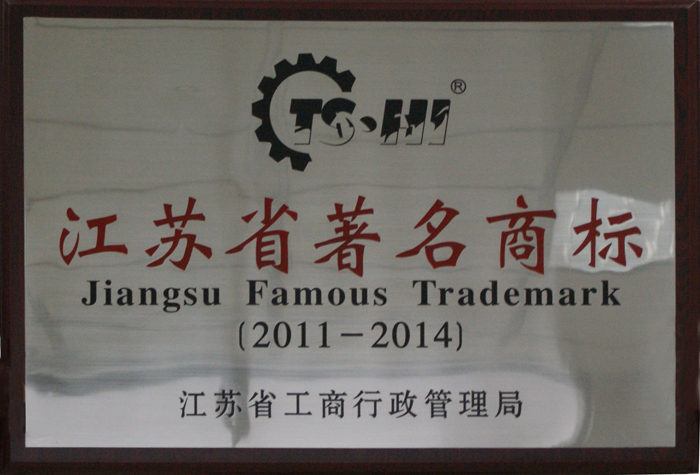 TS·HI®
江苏省著名商标
Jiangsu Famous Trademark
(2011-2014)
江苏省工商行政管理局